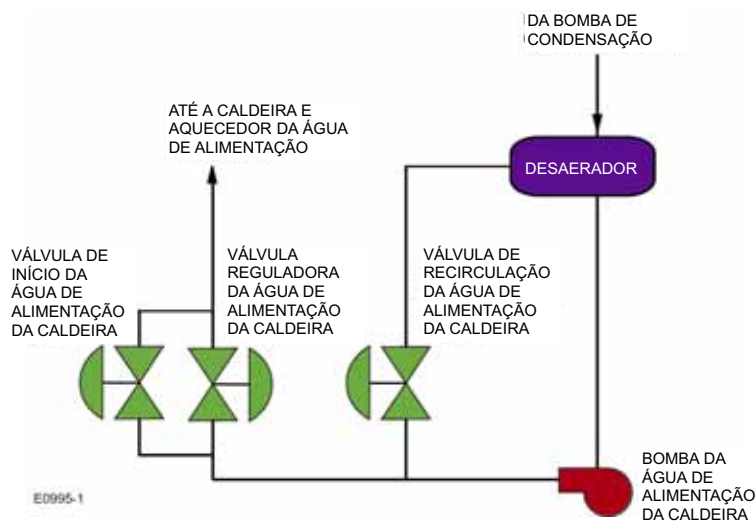 DA BOMBA DE
CONDENSAÇÃO
ATÉ A CALDEIRA E
AQUECEDOR DA ÁGUA
DE ALIMENTAÇÃO
DESAERADOR
VÁLVULA DE
INÍCIO DA
ÁGUA DE
ALIMENTAÇÃO
DA CALDEIRA
VÁLVULA
REGULADORA
DA ÁGUA DE
ALIMENTAÇÃO
DA CALDEIRA
VÁLVULA DE
RECIRCULAÇÃO
DA ÁGUA DE
ALIMENTAÇÃO
DA CALDEIRA
BOMBA DA
ÁGUA DE
ALIMENTAÇÃO
DA CALDEIRA
E0995-1